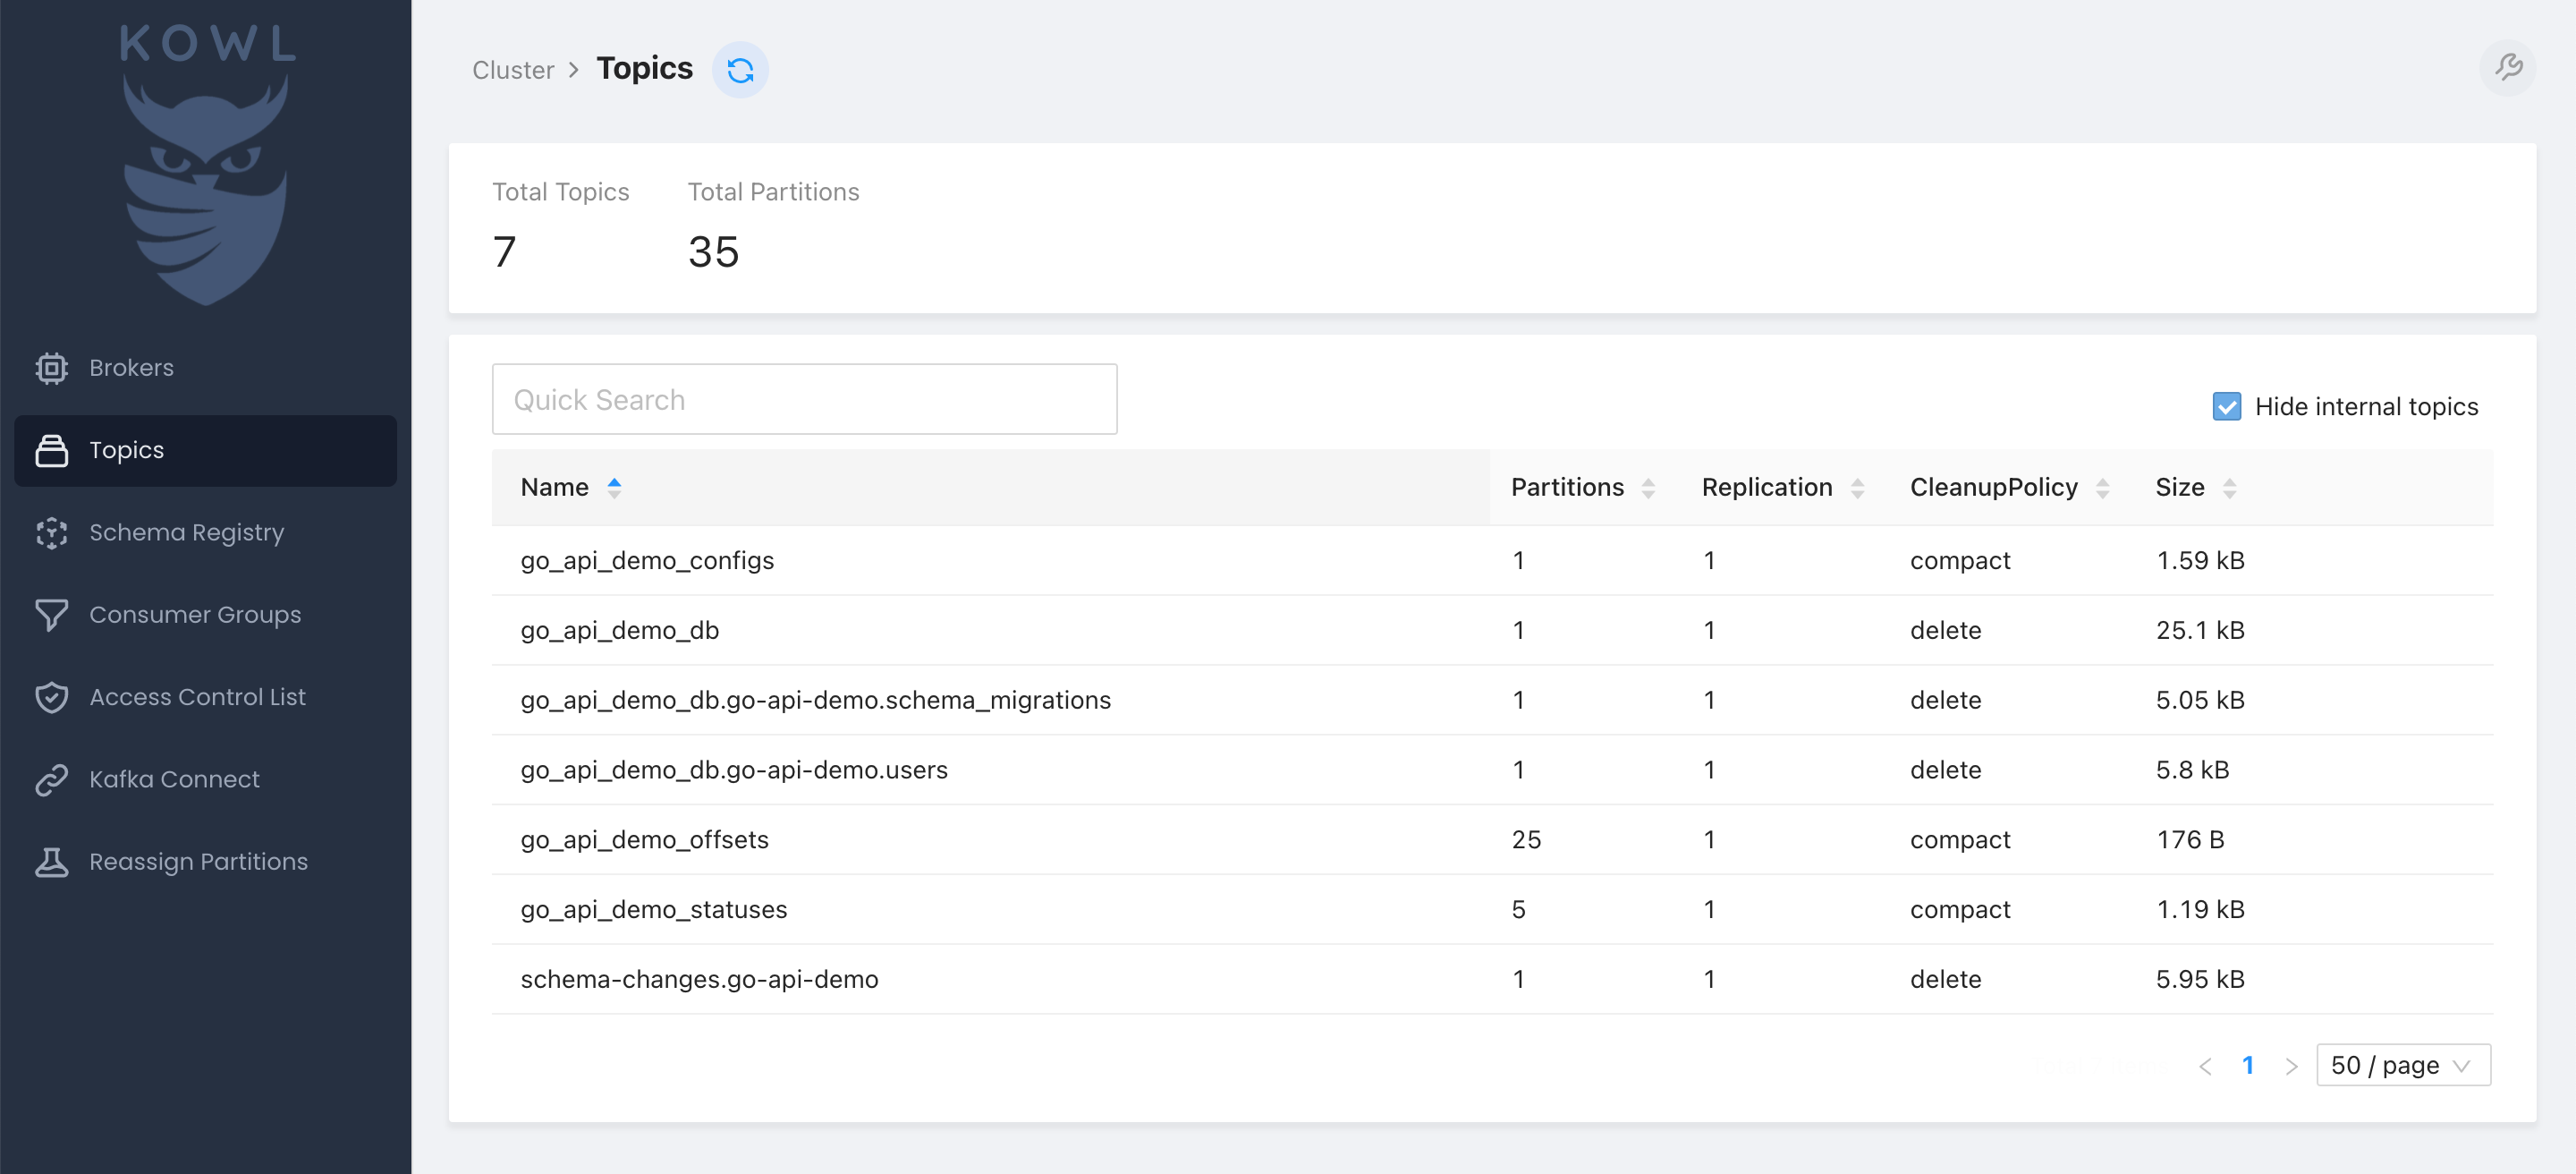 KOWL
Brokers
Topics
Schema Registry
Consumer Groups
Access Control List
Kafka Connect
Reassign Partitions
Cluster > Topics
Total Topics Total Partitions
7 35
Quick Search
Hide internal topics
Name Partitions Replication CleanupPolicy Size
go_api_demo_configs 1 1 compact 1.59 kB
go_api_demo_db 1 1 delete 25.1 kB
go_api_demo_db.go-api-demo.schema_migrations 1 1 delete 5.05 kB
go_api_demo_db.go-api-demo.users 1 1 delete 5.8 kB
go_api_demo_offsets 25 1 compact 176 B
go_api_demo_statuses 5 1 compact 1.19 kB
schema-changes.go-api-demo 1 1 delete 5.95 kB
< 1 > 50 / page